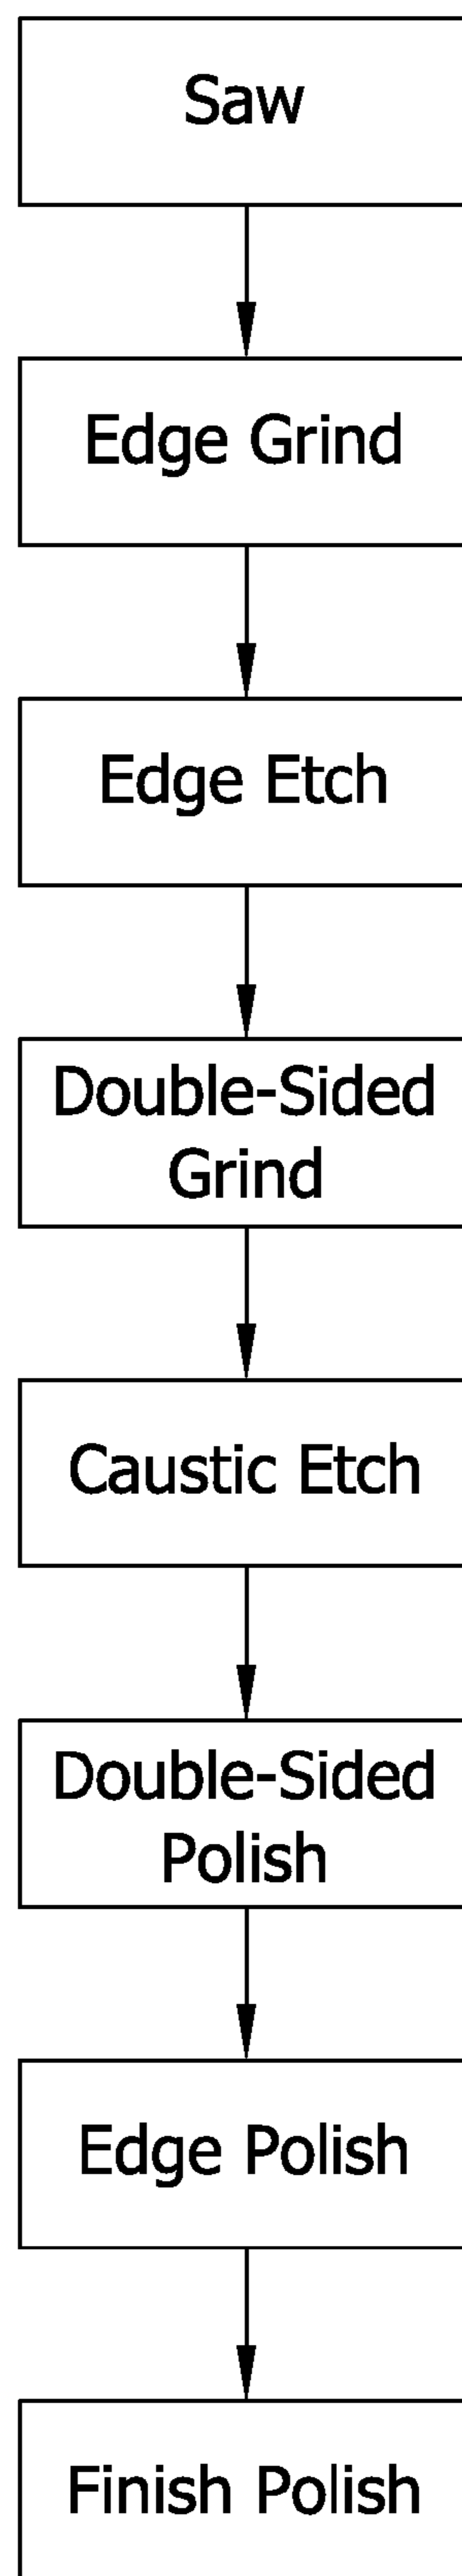 Saw
Edge Grind
Edge Etch
Double-Sided
Grind
Caustic Etch
Double-Sided
Polish
Edge Polish
Finish Polish